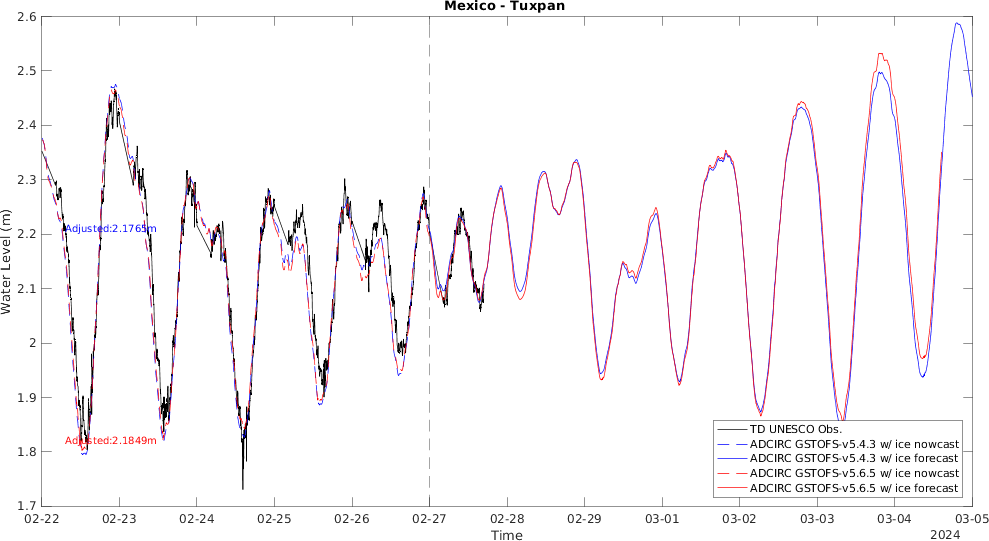 Mexico - Tuxpan
2.6
2.5
2.4
2.3
2.2
2.1
2
1.9
1.8
1.7
Water Level (m)
Adjusted:2.1765m
Adjusted:2.1849m
TD UNESCO Obs.
ADCIRC GSTOFS-v5.4.3 w/ ice nowcast
ADCIRC GSTOFS-v5.4.3 w/ ice forecast
ADCIRC GSTOFS-v5.6.5 w/ ice nowcast
ADCIRC GSTOFS-v5.6.5 w/ ice forecast
02-22 02-23 02-24 02-25 02-26 02-27 02-28 02-29 03-01 03-02 03-03 03-04 03-05
Time
2024